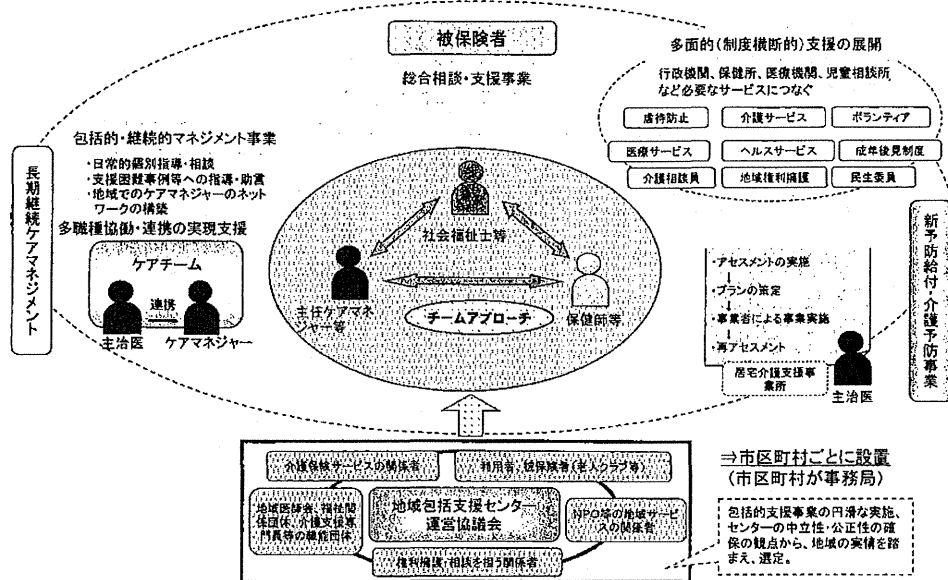 被保険者
総合相談・支援事業
多面的(制度横断的)支援の展開
行政機関、保健所、医療機関、児童相談所
など必要なサービスにつなぐ
虐待防止
介護サービス
ボランティア
医療サービス
ヘルスサービス
成年後見制度
介護相談員
地域権利擁護
民生委員
長期継続ケアマネジメント
包括的・継続的マネジメント事業
・日常的個別指導・相談
・支援困難事例等への指導・助言
・地域でのケアマネジャーのネット
ワークの構築
多職種協働・連携の実現支援
ケアチーム
連携
主治医
ケアマネジャー
社会福祉士等
主任ケアマネ
ジャー等
保健師等
チームアプローチ
新予防給付・介護予防事業
・アセスメントの実施
↓
・プランの策定
↓
・事業者による事業実施
↓
・再アセスメント
居宅介護支援事
業所
主治医
介護保険サービスの関係者
利用者、被保険者(老人クラブ等)
地域医師会、福祉関
係団体、介護支援専
門員等の職能団体
地域包括支援センター
運営協議会
NPO等の地域サービ
スの関係者
権利擁護・相談を担う関係者
⇒市区町村ごとに設置
(市区町村が事務局)
包括的支援事業の円滑な実施、
センターの中立性・公正性の確
保の観点から、地域の実情を踏
まえ、選定。